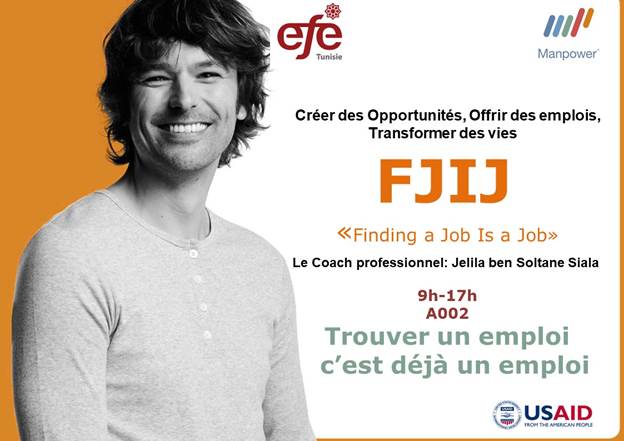 efe
Tunisie
Manpower
Créer des Opportunités, Offrir des emplois,
Transformer des vies
FJIJ
«Finding a Job Is a Job»
Le Coach professionnel: Jelila ben Soltane Siala
9h-17h
A002
Trouver un emploi
c’est déjà un emploi
USAID
FROM THE AMERICAN PEOPLE